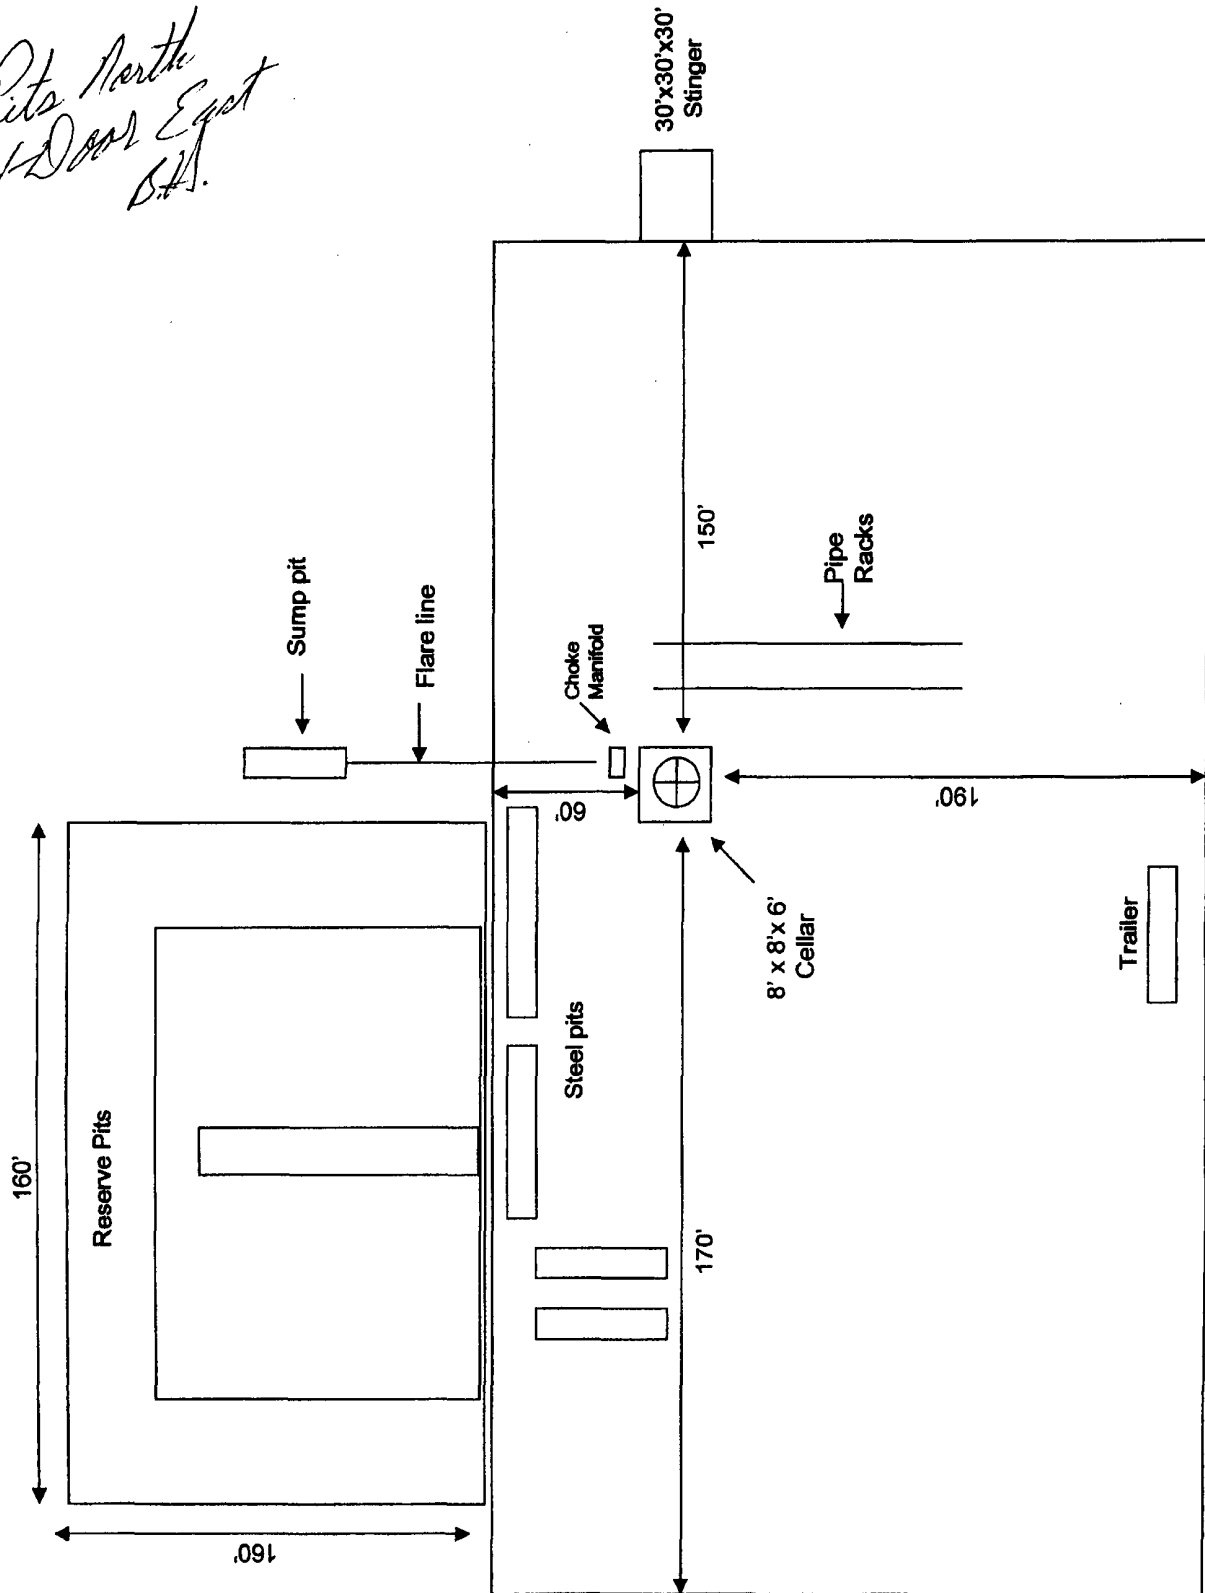 Pits North
V-Door East
B.H.
30'x30'x30'
Stinger
Sump pit
Flare line
Choke
Manifold
150'
Pipe
Racks
160'
Reserve Pits
160'
60'
Steel pits
190'
8' x 8'x 6'
Cellar
170'
Trailer